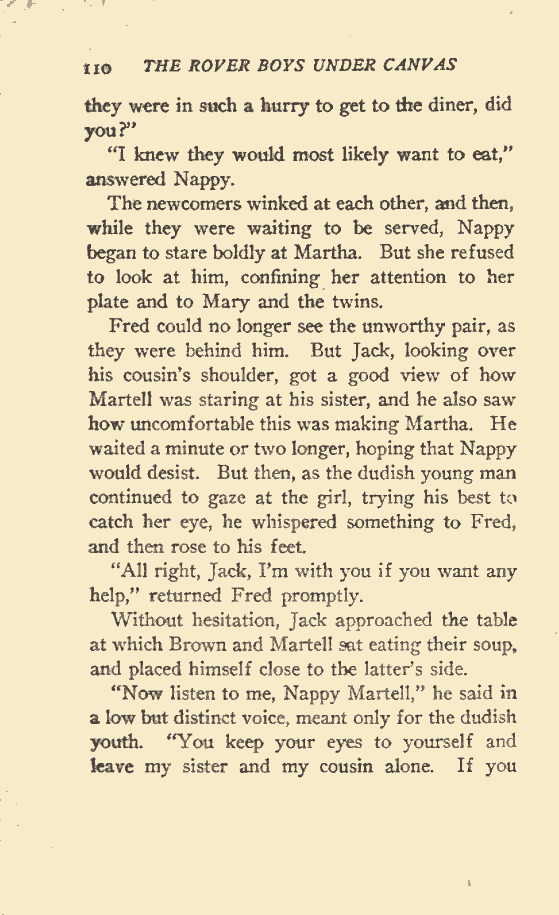 110 THE ROVER BOYS UNDER CANVAS
they were in such a hurry to get to the diner, did
you?"
"I knew they would most likely want to eat,"
answered Nappy.
The newcomers winked at each other, and then,
while they were waiting to be served, Nappy
began to stare boldly at Martha. But she refused
to look at him, confining her attention to her
plate and to Mary and the twins.
Fred could no longer see the unworthy pair, as
they were behind him. But Jack, looking over
his cousin's shoulder, got a good view of how
Martell was staring at his sister, and he also saw
how uncomfortable this was making Martha. He
waited a minute or two longer, hoping that Nappy
would desist. But then, as the dudish young man
continued to gaze at the girl, trying his best to
catch her eye, he whispered something to Fred,
and then rose to his feet.
"All right, Jack, I'm with you if you want any
help," returned Fred promptly.
Without hesitation, Jack approached the table
at which Brown and Martell sat eating their soup,
and placed himself close to the latter's side.
"Now listen to me, Nappy Martell," he said in
a low but distinct voice, meant only for the dudish
youth. "You keep your eyes to yourself and
leave my sister and my cousin alone. If you